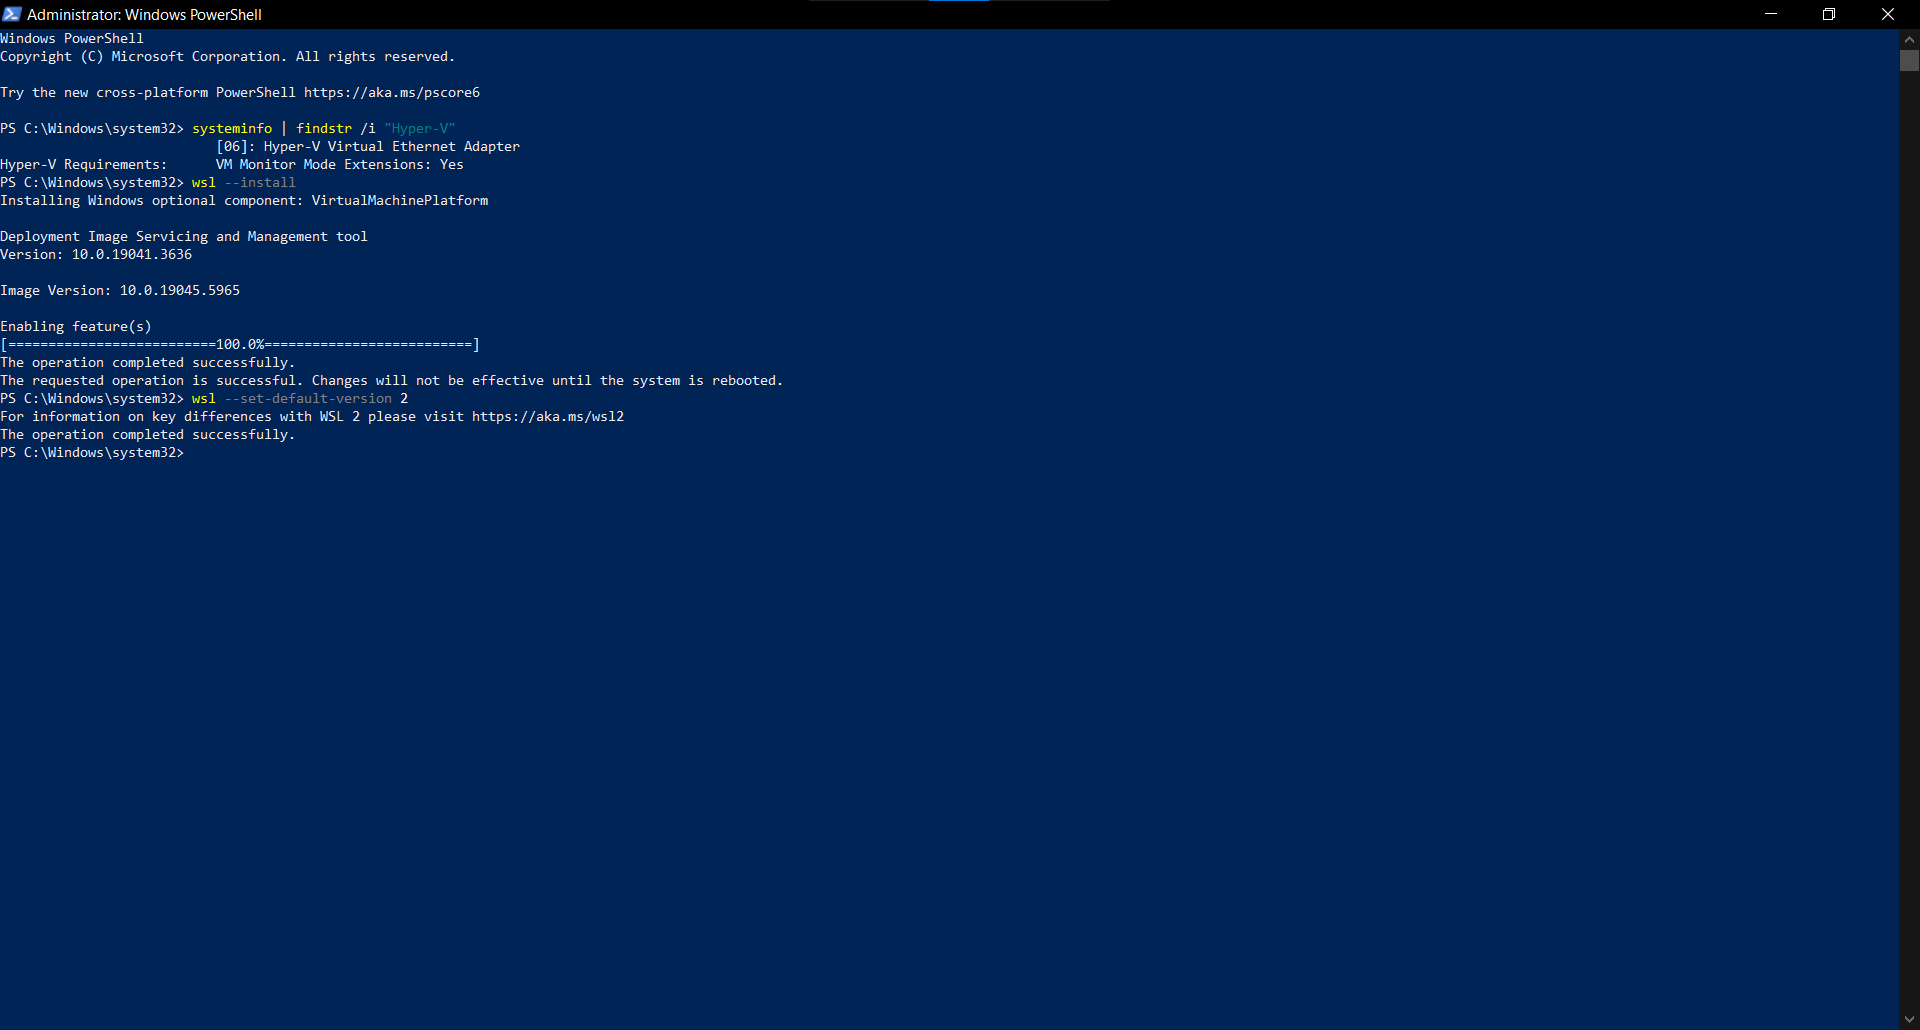 Administrator: Windows PowerShell
Windows PowerShell
Copyright (C) Microsoft Corporation. All rights reserved.
Try the new cross-platform PowerShell https://aka.ms/pscore6
PS C:\Windows\system32> systeminfo | findstr /i "Hyper-V"
[06]: Hyper-V Virtual Ethernet Adapter
Hyper-V Requirements:      VM Monitor Mode Extensions: Yes
PS C:\Windows\system32> wsl --install
Installing Windows optional component: VirtualMachinePlatform
Deployment Image Servicing and Management tool
Version: 10.0.19041.3636
Image Version: 10.0.19045.5965
Enabling feature(s)
[==========================100.0%==========================]
The operation completed successfully.
The requested operation is successful. Changes will not be effective until the system is rebooted.
PS C:\Windows\system32> wsl --set-default-version 2
For information on key differences with WSL 2 please visit https://aka.ms/wsl2
The operation completed successfully.
PS C:\Windows\system32>